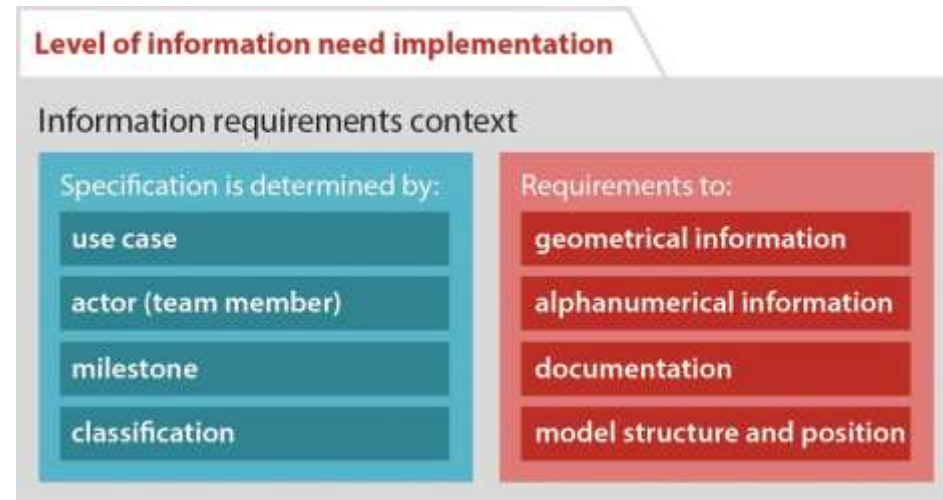 Level of information need implementation
Information requirements context
Specification is determined by:
use case
actor (team member)
milestone
classification
Requirements to:
geometrical information
alphanumerical information
documentation
model structure and position